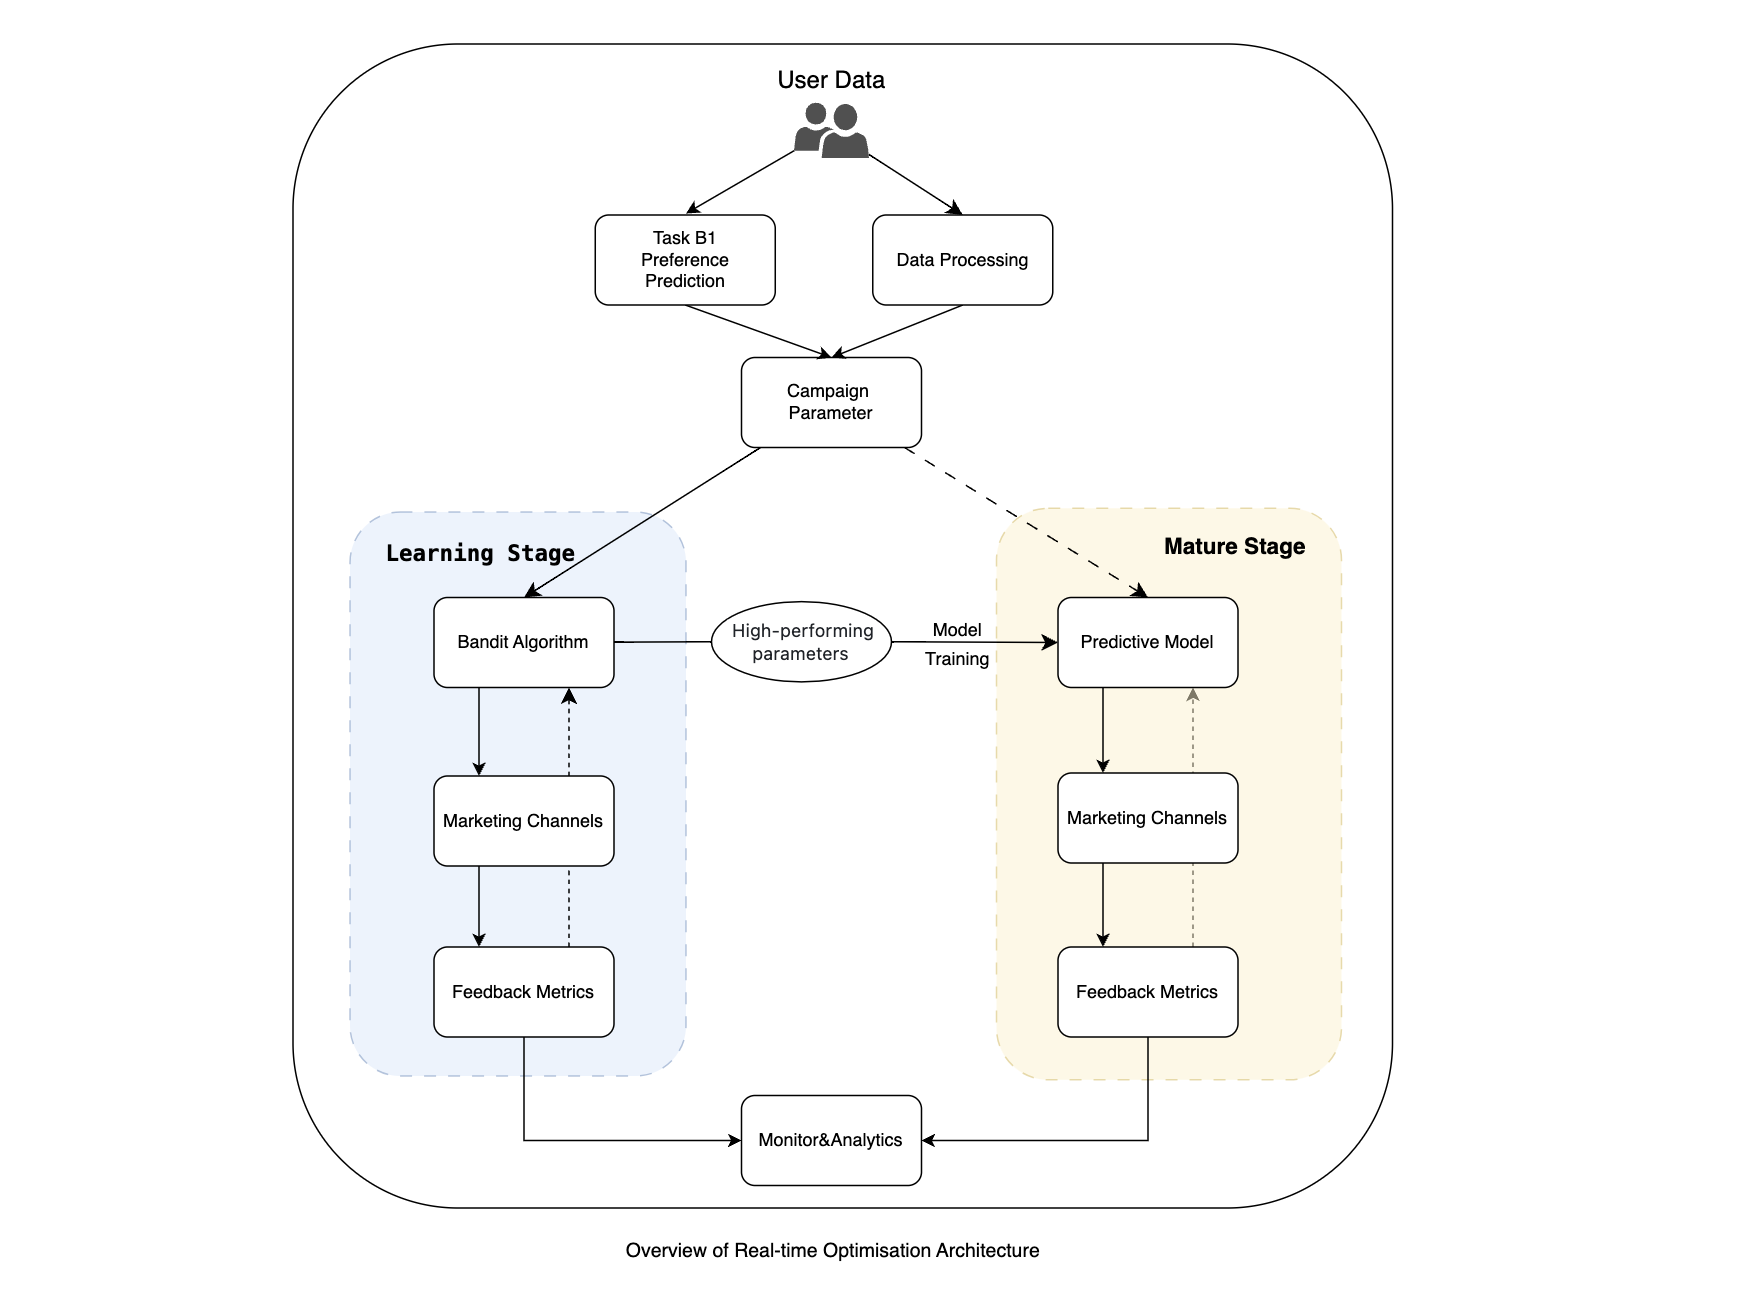 User Data
Task B1
Preference
Prediction
Data Processing
Campaign
Parameter
Learning Stage
Mature Stage
Bandit Algorithm
High-performing
parameters
Model
Training
Predictive Model
Marketing Channels
Marketing Channels
Feedback Metrics
Feedback Metrics
Monitor&Analytics
Overview of Real-time Optimisation Architecture